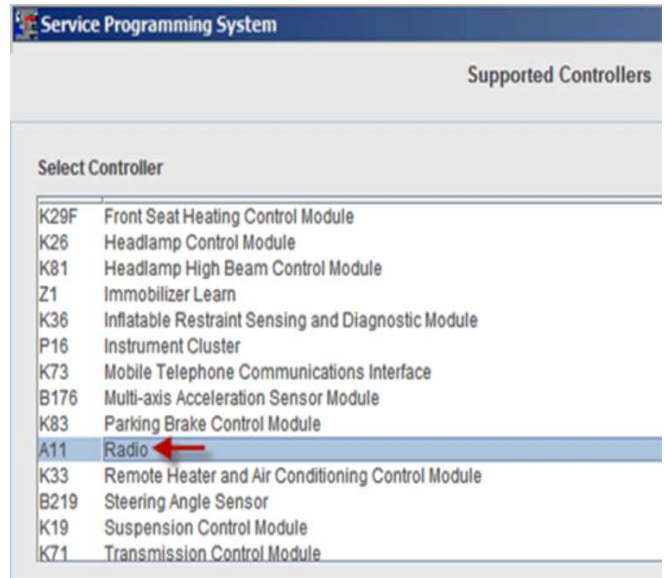 Service Programming System
Supported Controllers
Select Controller
K29F Front Seat Heating Control Module
K26 Headlamp Control Module
K81 Headlamp High Beam Control Module
Z1 Immobilizer Learn
K36 Inflatable Restraint Sensing and Diagnostic Module
P16 Instrument Cluster
K73 Mobile Telephone Communications Interface
B176 Multi-axis Acceleration Sensor Module
K83 Parking Brake Control Module
A11 Radio
K33 Remote Heater and Air Conditioning Control Module
B219 Steering Angle Sensor
K19 Suspension Control Module
K71 Transmission Control Module